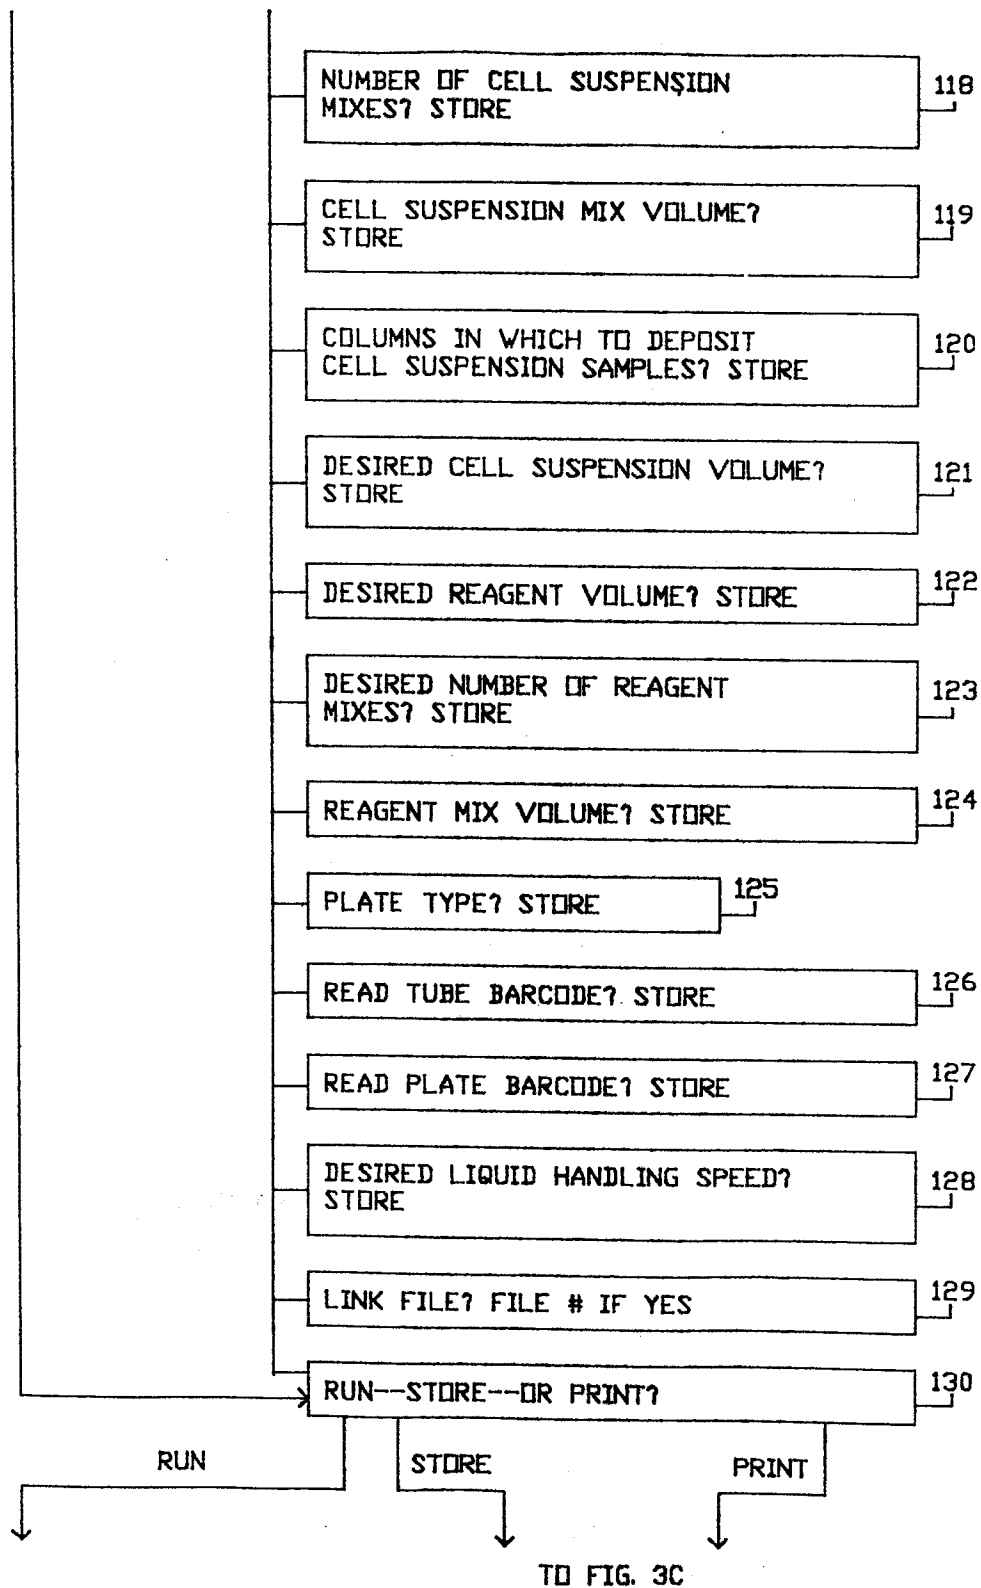 NUMBER OF CELL SUSPENSION
MIXES? STORE
118
CELL SUSPENSION MIX VOLUME?
STORE
119
COLUMNS IN WHICH TO DEPOSIT
CELL SUSPENSION SAMPLES? STORE
120
DESIRED CELL SUSPENSION VOLUME?
STORE
121
DESIRED REAGENT VOLUME? STORE
122
DESIRED NUMBER OF REAGENT
MIXES? STORE
123
REAGENT MIX VOLUME? STORE
124
PLATE TYPE? STORE
125
READ TUBE BARCODE? STORE
126
READ PLATE BARCODE? STORE
127
DESIRED LIQUID HANDLING SPEED?
STORE
128
LINK FILE? FILE # IF YES
129
RUN--STORE--OR PRINT?
130
RUN
STORE
PRINT
TO FIG. 3C